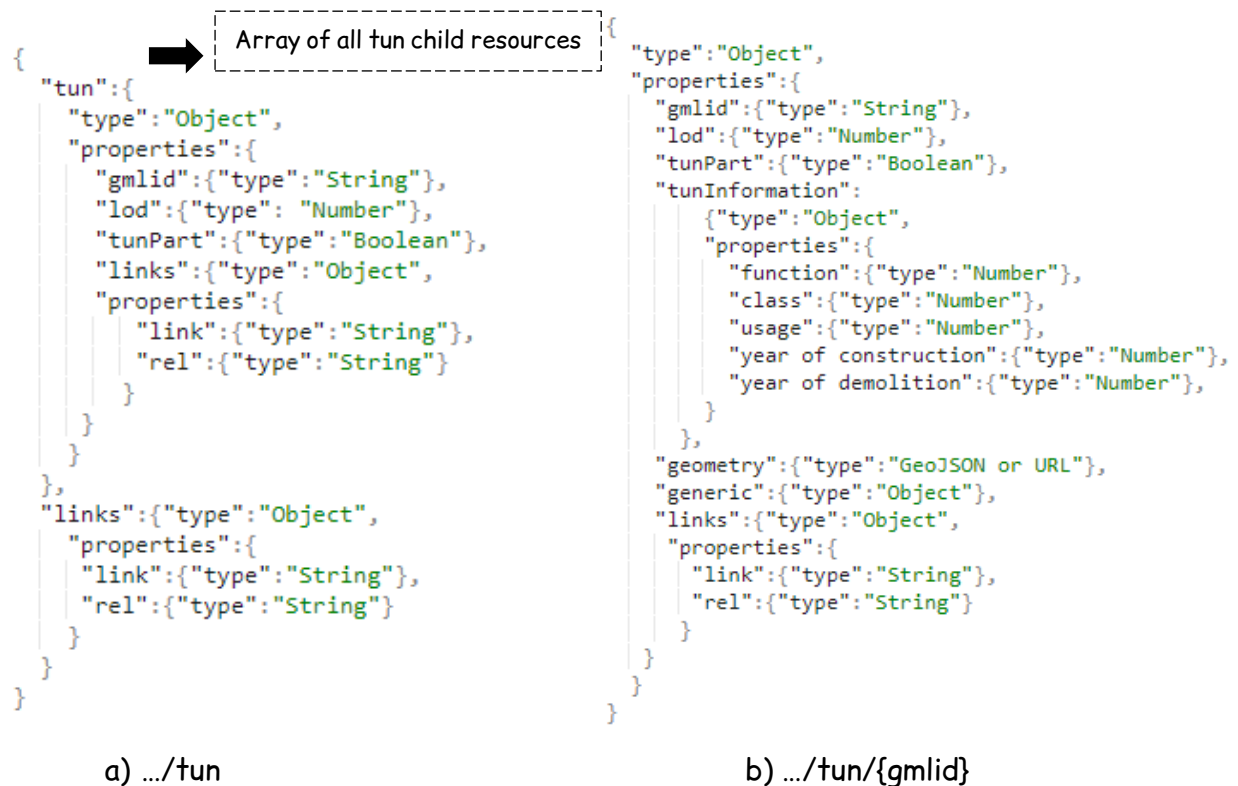 Array of all tun child resources
{
"tun":{
"type":"Object",
"properties":{
"gmlid":{"type":"String"},
"lod":{"type": "Number"},
"tunPart":{"type":"Boolean"},
"links":{"type":"Object",
"properties":{
"link":{"type":"String"},
"rel":{"type":"String"}
}
}
}
},
"links":{"type":"Object",
"properties":{
"link":{"type":"String"},
"rel":{"type":"String"}
}
}
}
a) .../tun
{
"type":"Object",
"properties":{
"gmlid":{"type":"String"},
"lod":{"type":"Number"},
"tunPart":{"type":"Boolean"},
"tunInformation":
{"type":"Object",
"properties":{
"function":{"type":"Number"},
"class":{"type":"Number"},
"usage":{"type":"Number"},
"year of construction":{"type":"Number"},
"year of demolition":{"type":"Number"},
}
},
"geometry":{"type":"GeoJSON or URL"},
"generic":{"type":"Object"},
"links":{"type":"Object",
"properties":{
"link":{"type":"String"},
"rel":{"type":"String"}
}
}
}
}
b) .../tun/{gmlid}